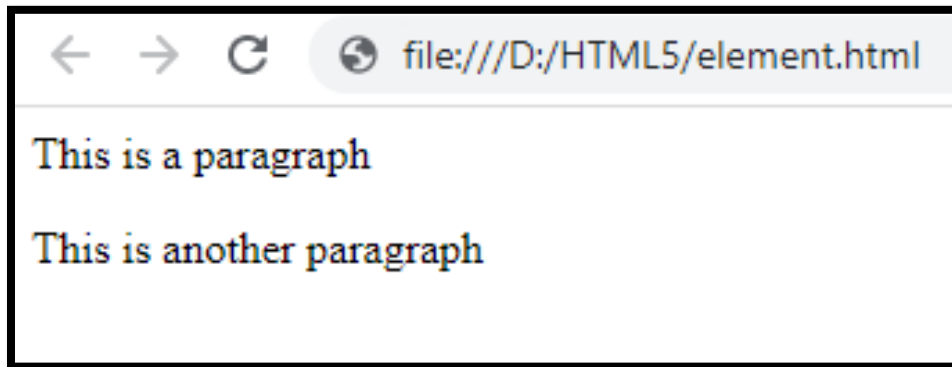 file:///D:/HTML5/element.html
This is a paragraph
This is another paragraph